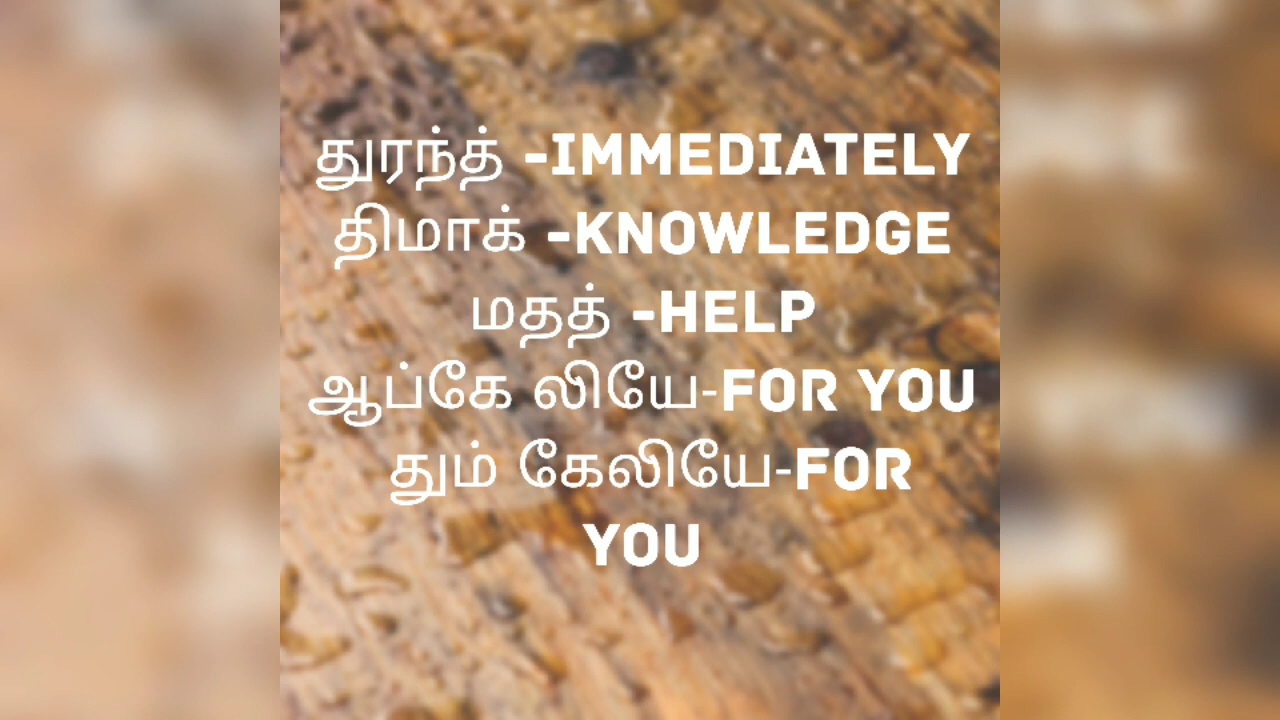 துரந்த் -IMMEDIATELY
திமாக் -KNOWLEDGE
மதத் -HELP
ஆப்கே லியே-FOR YOU
தும் கேலியே-FOR
YOU